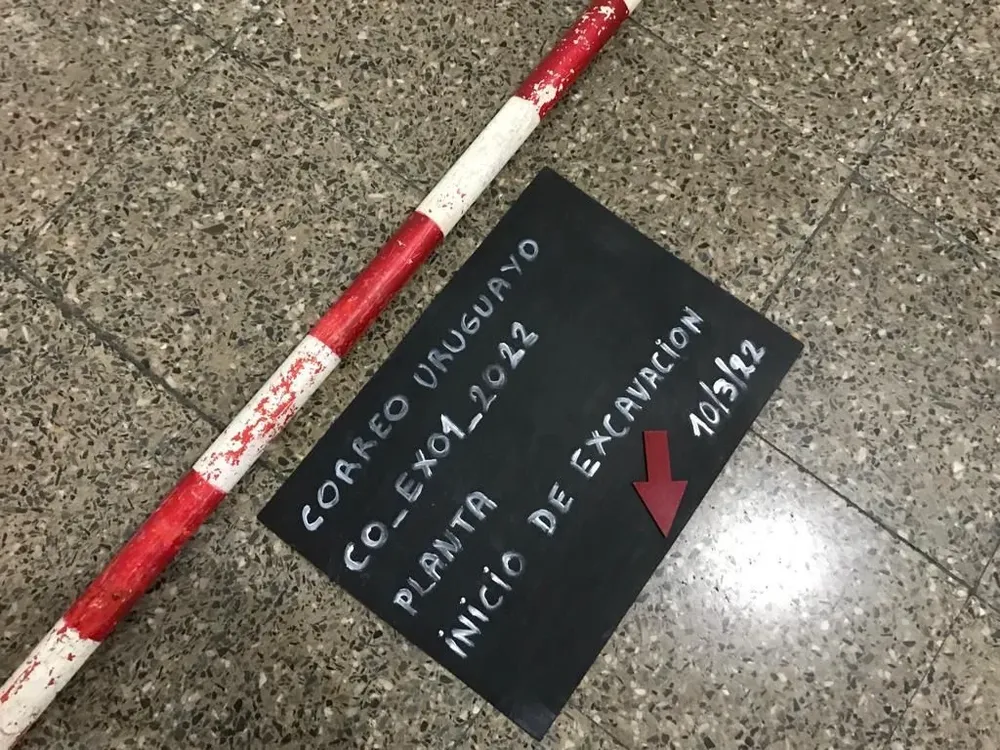 CORREO URUGUAYO
CO_EX01_2022
PLANTA
INICIO DE EXCAVACION
10/3/22